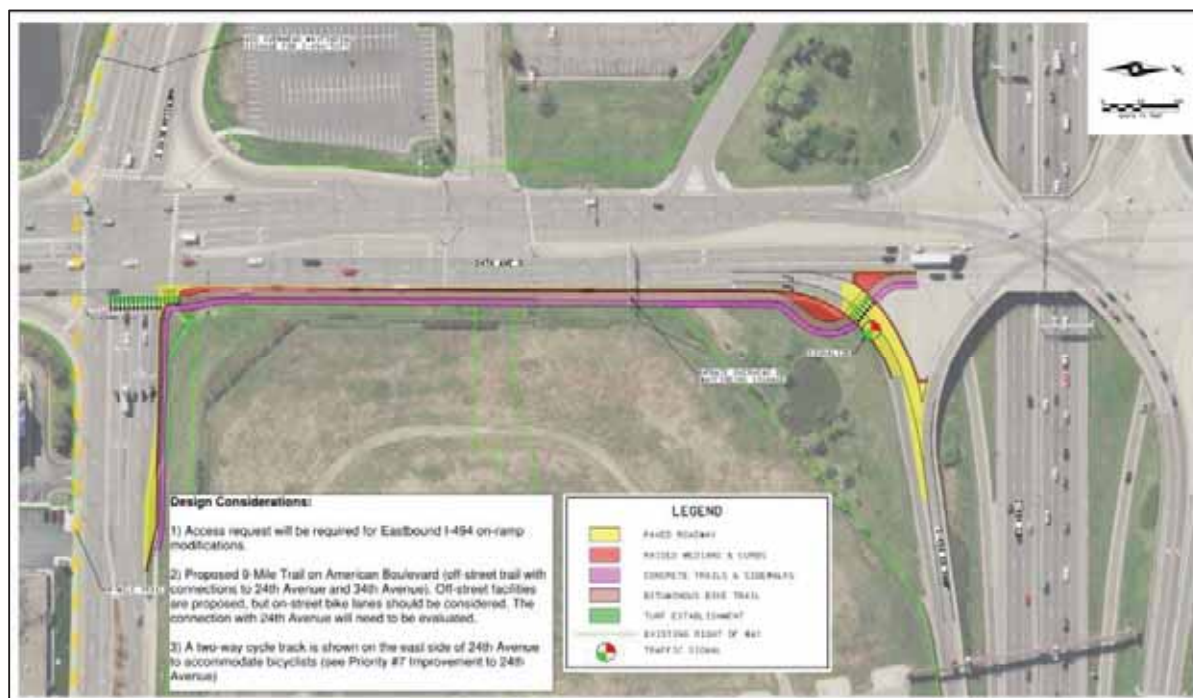 24TH AVE S
SIGNALIZE
Design Considerations:
1) Access request will be required for Eastbound I-494 on-ramp
modifications.
2) Proposed 9-Mile Trail on American Boulevard (off-street trail with
connections to 24th Avenue and 34th Avenue). Off-street facilities
are proposed, but on-street bike lanes should be considered. The
connection with 24th Avenue will need to be evaluated.
3) A two-way cycle track is shown on the east side of 24th Avenue
to accommodate bicyclists (see Priority #7 Improvement to 24th
Avenue)
LEGEND
PAVED ROADWAY
RAISED MEDIANS & CURBS
CONCRETE TRAILS & SIDEWALKS
BITUMINOUS BIKE TRAIL
TURF ESTABLISHMENT
EXISTING RIGHT OF WAY
TRAFFIC SIGNAL